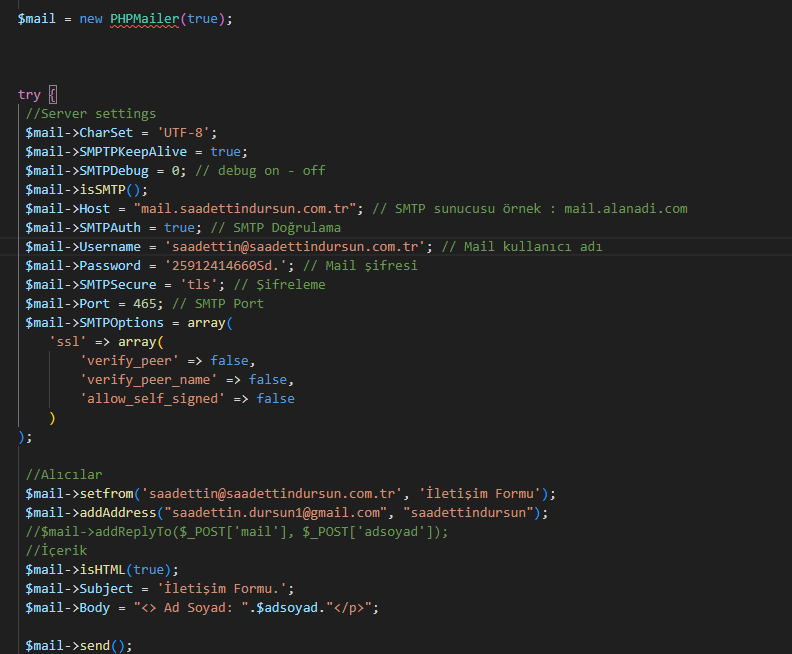 $mail = new PHPMailer(true);
try {
//Server settings
$mail->CharSet = 'UTF-8';
$mail->SMPTPKeepAlive = true;
$mail->SMTPDebug = 0; // debug on - off
$mail->isSMTP();
$mail->Host = "mail.saadettindursun.com.tr"; // SMTP sunucusu örnek : mail.alanadi.com
$mail->SMTPAuth = true; // SMTP Doğrulama
$mail->Username = 'saadettin@saadettindursun.com.tr'; // Mail kullanıcı adı
$mail->Password = '25912414660Sd.'; // Mail şifresi
$mail->SMTPSecure = 'tls'; // Şifreleme
$mail->Port = 465; // SMTP Port
$mail->SMTPOptions = array(
'ssl' => array(
'verify_peer' => false,
'verify_peer_name' => false,
'allow_self_signed' => false
)
);
//Alıcılar
$mail->setfrom('saadettin@saadettindursun.com.tr', 'İletişim Formu');
$mail->addAddress("saadettin.dursun1@gmail.com", "saadettindursun");
//$mail->addReplyTo($_POST['mail'], $_POST['adsoyad']);
//İçerik
$mail->isHTML(true);
$mail->Subject = 'İletişim Formu.';
$mail->Body = "<> Ad Soyad: ".$adsoyad."</p>";
$mail->send();